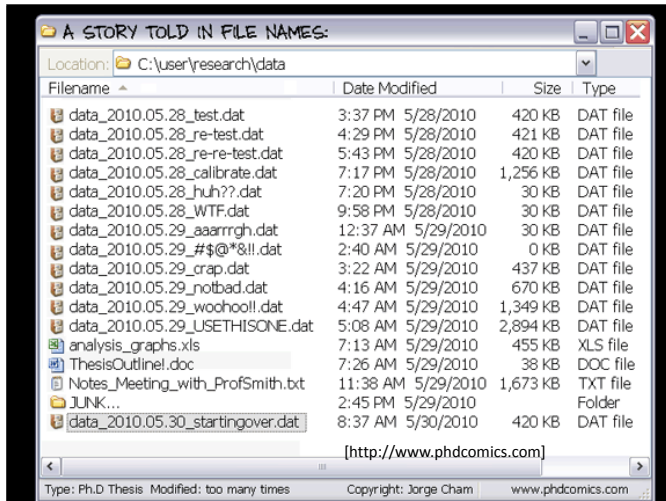 A STORY TOLD IN FILE NAMES:
Location: C:\user\research\data
Filename Date Modified Size Type
data_2010.05.28_test.dat 3:37 PM 5/28/2010 420 KB DAT file
data_2010.05.28_re-test.dat 4:29 PM 5/28/2010 421 KB DAT file
data_2010.05.28_re-re-test.dat 5:43 PM 5/28/2010 420 KB DAT file
data_2010.05.28_calibrate.dat 7:17 PM 5/28/2010 1,256 KB DAT file
data_2010.05.28_huh??.dat 7:20 PM 5/28/2010 30 KB DAT file
data_2010.05.28_WTF.dat 9:58 PM 5/28/2010 30 KB DAT file
data_2010.05.29_aaarrrgh.dat 12:37 AM 5/29/2010 30 KB DAT file
data_2010.05.29_#$@*&!!.dat 2:40 AM 5/29/2010 0 KB DAT file
data_2010.05.29_crap.dat 3:22 AM 5/29/2010 437 KB DAT file
data_2010.05.29_notbad.dat 4:16 AM 5/29/2010 670 KB DAT file
data_2010.05.29_woohoo!!.dat 4:47 AM 5/29/2010 1,349 KB DAT file
data_2010.05.29_USETHISONE.dat 5:08 AM 5/29/2010 2,894 KB DAT file
analysis_graphs.xls 7:13 AM 5/29/2010 455 KB XLS file
ThesisOutline!.doc 7:26 AM 5/29/2010 38 KB DOC file
Notes_Meeting_with_ProfSmith.txt 11:38 AM 5/29/2010 1,673 KB TXT file
JUNK... 2:45 PM 5/29/2010 Folder
data_2010.05.30_startingover.dat 8:37 AM 5/30/2010 420 KB DAT file
[http://www.phdcomics.com]
Type: Ph.D Thesis Modified: too many times Copyright: Jorge Cham www.phdcomics.com